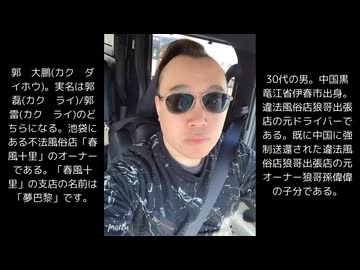 郭　大鵬(カク　ダ
イホウ)。実名は郭
磊(カク　ライ)/郭
雷(カク　ライ)のど
ちらになる。池袋に
ある不法風俗店「春
風十里」のオーナー
である。「春風十
里」の支店の名前は
「夢巴黎」です。
30代の男。中国黒
竜江省伊春市出身。
違法風俗店狼哥出張
店の元ドライバーで
ある。既に中国に強
制送還された違法風
俗店狼哥出張店の元
オーナー狼哥孫偉偉
の子分である。